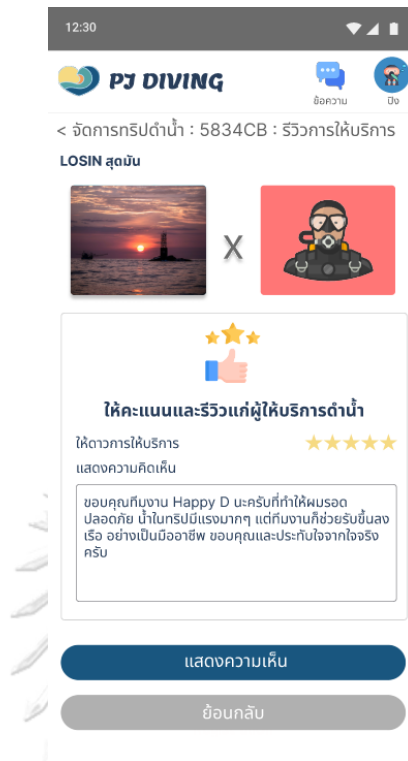 12:30
PJ DIVING
ข้อความ
ปิง
< จัดการทริปดำน้ำ : 5834CB : รีวิวการให้บริการ
LOSIN สุดมัน
X
ให้คะแนนและรีวิวแก่ผู้ให้บริการดำน้ำ
ให้ดาวการให้บริการ
แสดงความคิดเห็น
ขอบคุณทีมงาน Happy D นะครับที่ทำให้ผมรอด
ปลอดภัย น้ำในทริปมีแรงมากๆ แต่ทีมงานก็ช่วยรับขึ้นลง
เรือ อย่างเป็นมืออาชีพ ขอบคุณและประทับใจจากใจจริง
ครับ
แสดงความเห็น
ย้อนกลับ